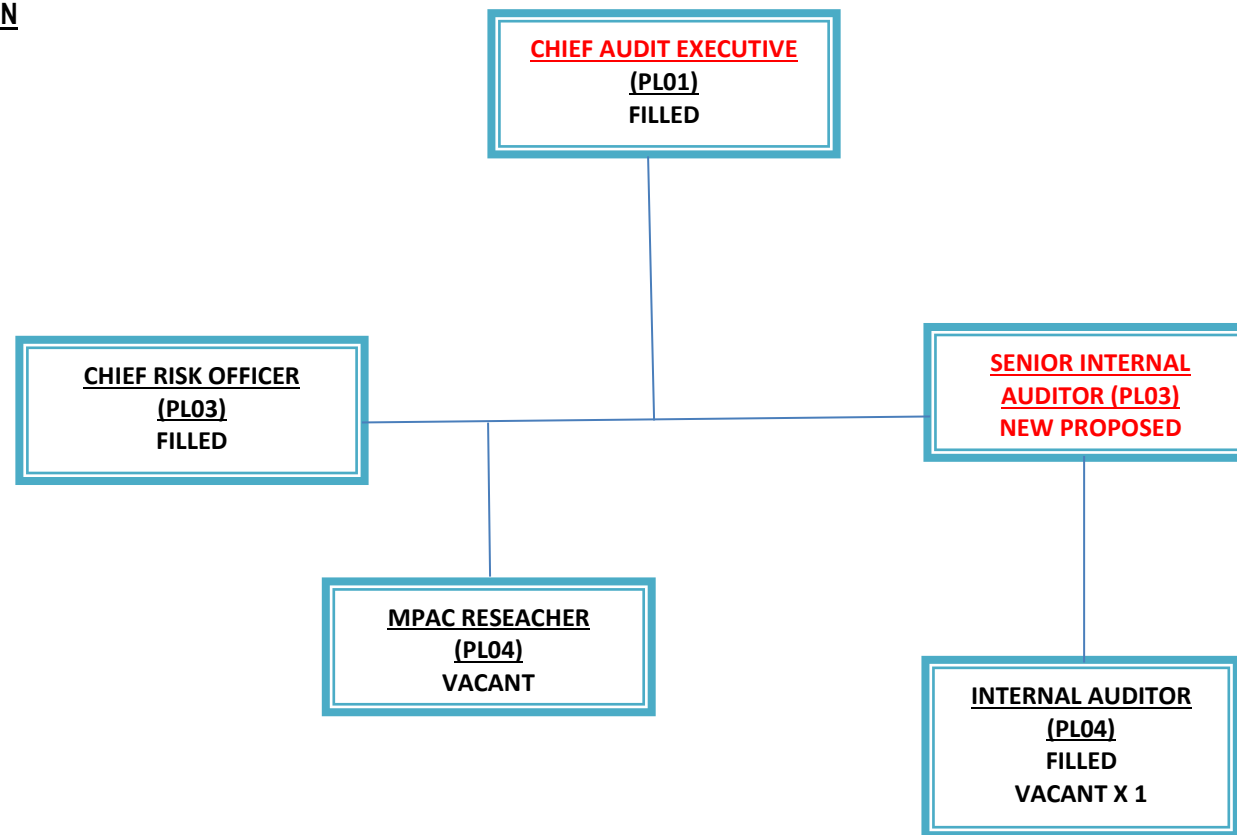 N
CHIEF AUDIT EXECUTIVE
(PL01)
FILLED
CHIEF RISK OFFICER
(PL03)
FILLED
SENIOR INTERNAL
AUDITOR (PL03)
NEW PROPOSED
MPAC RESEACHER
(PL04)
VACANT
INTERNAL AUDITOR
(PL04)
FILLED
VACANT X 1